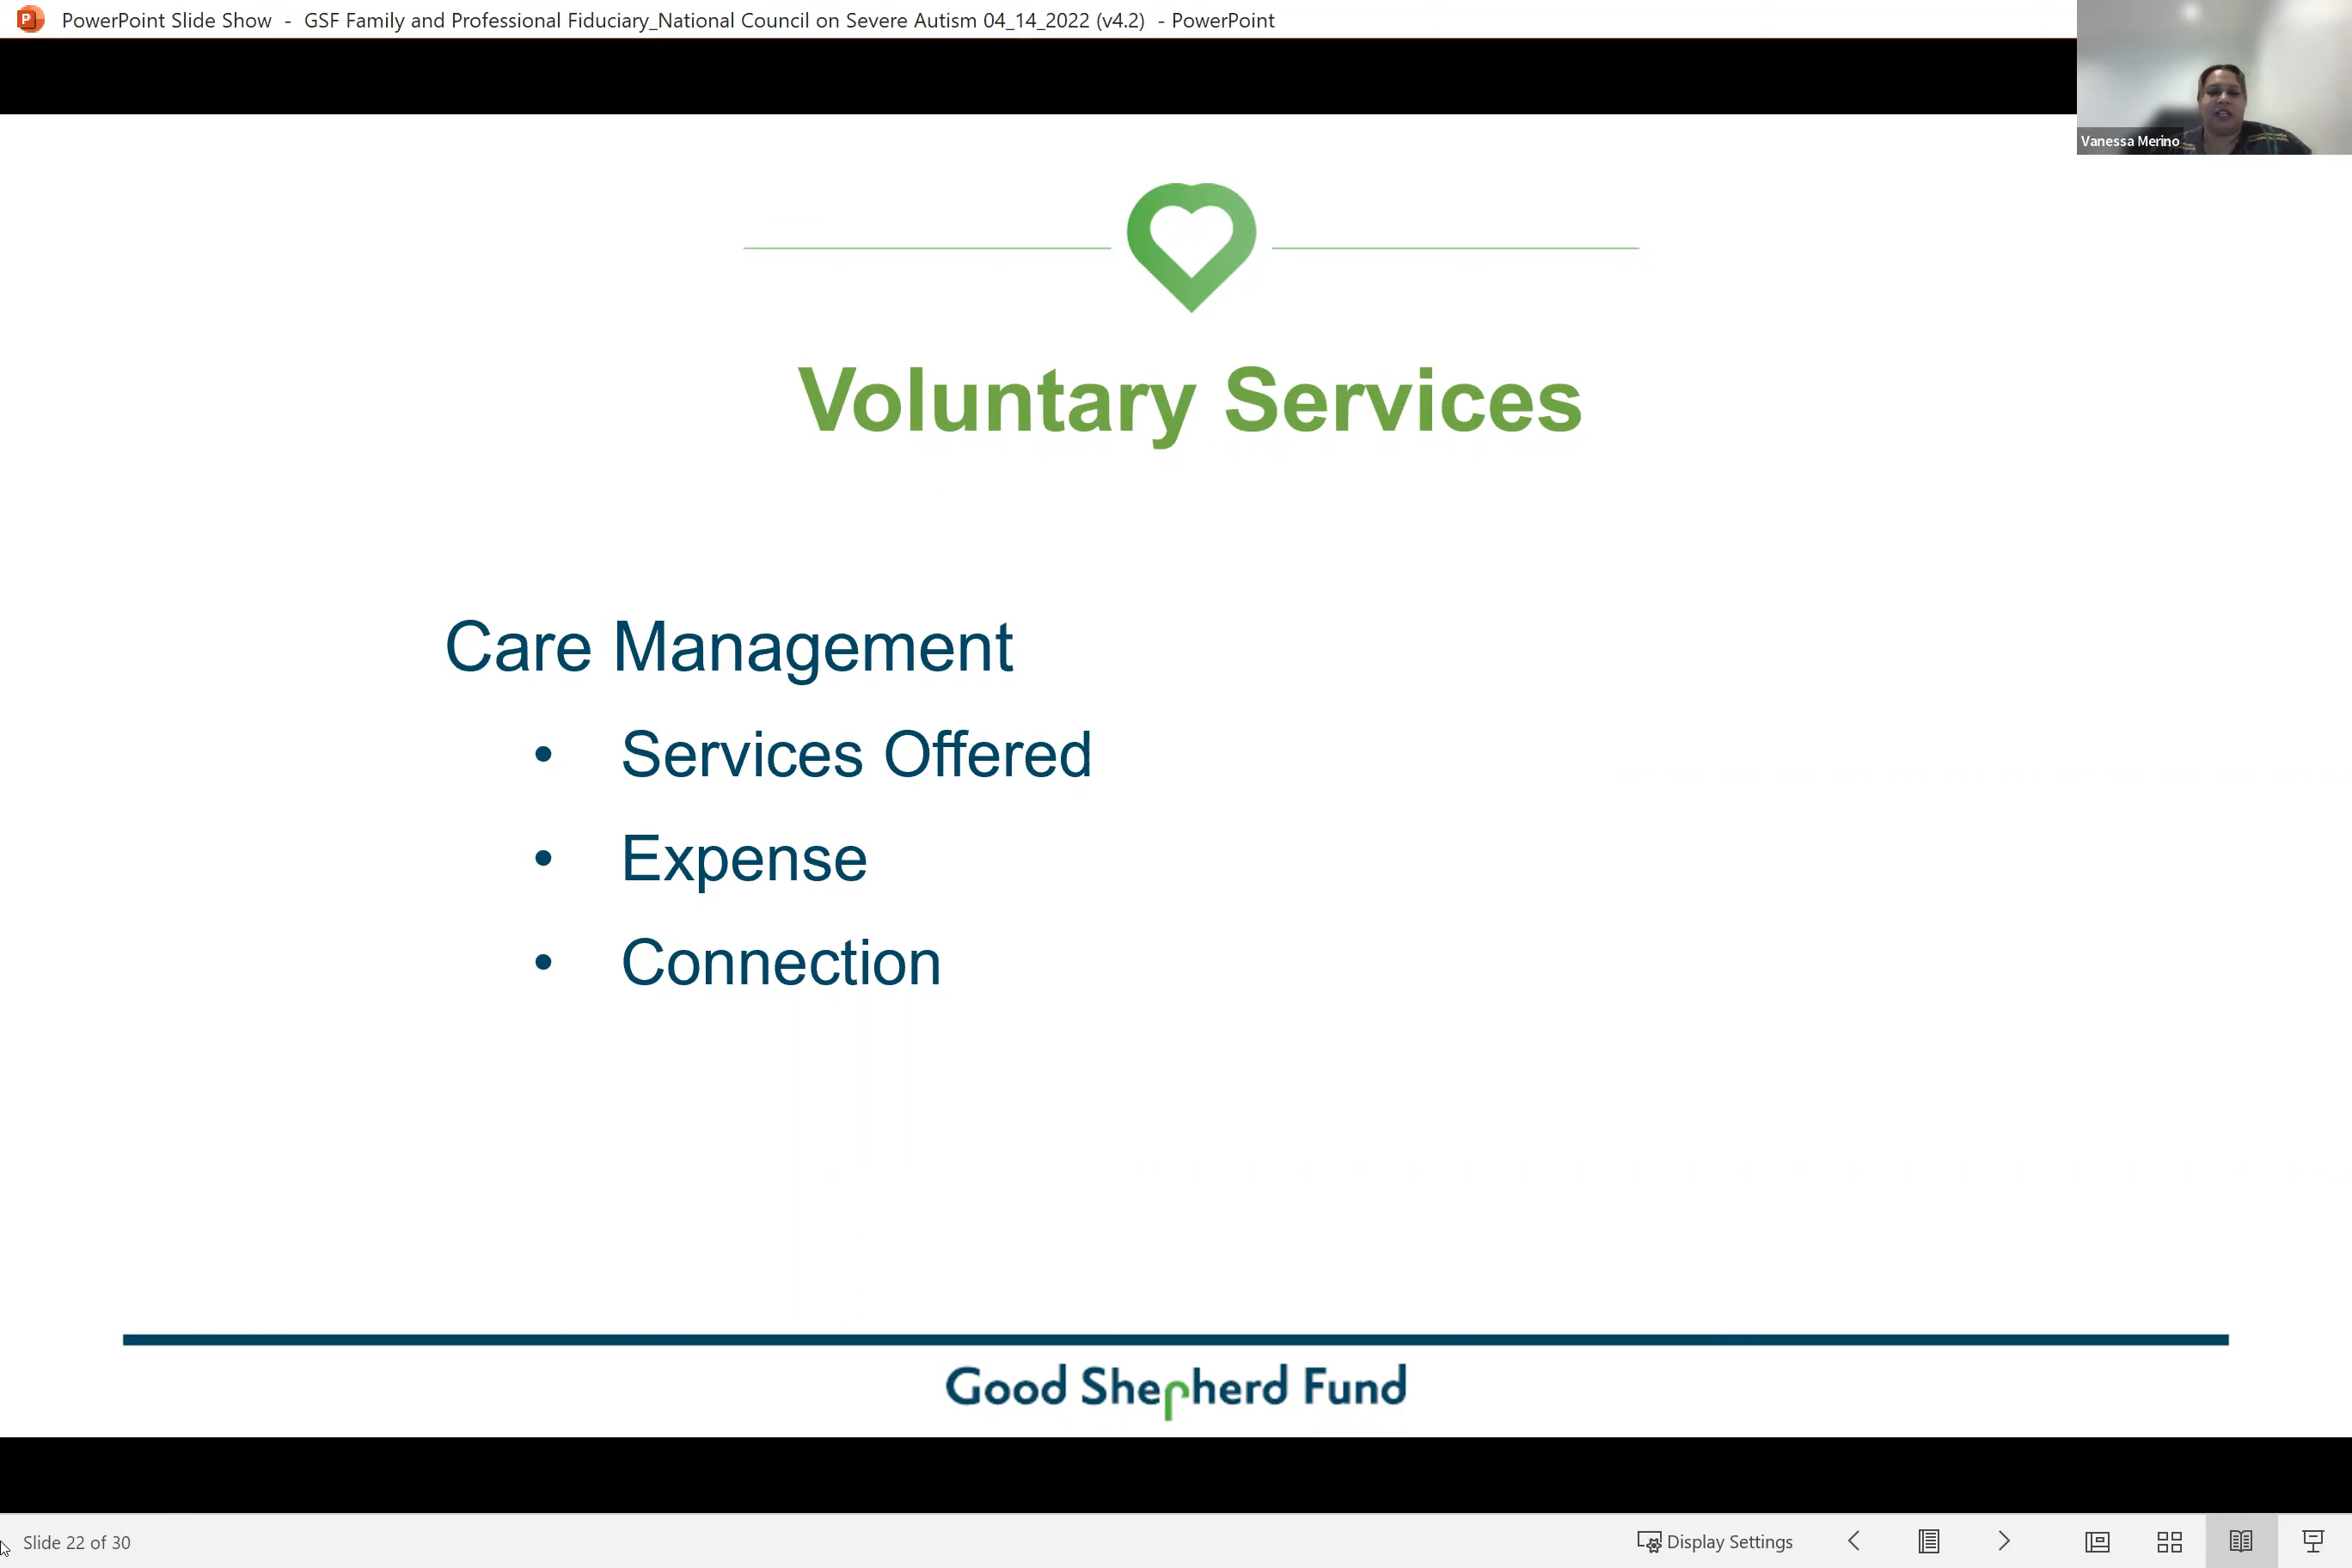 PowerPoint Slide Show - GSF Family and Professional Fiduciary_National Council on Severe Autism 04_14_2022 (v4.2) - PowerPoint
Vanessa Merino
Voluntary Services
Care Management
• Services Offered
• Expense
• Connection
Good Shepherd Fund
Slide 22 of 30
Display Settings